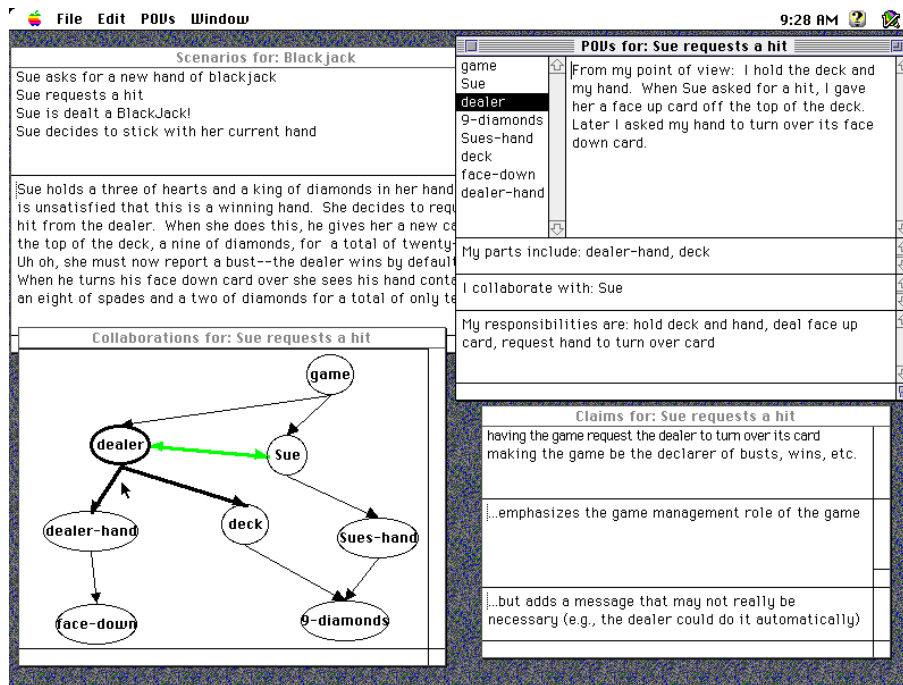 File Edit POVs Window 9:28 AM
Scenarios for: Blackjack
Sue asks for a new hand of blackjack
Sue requests a hit
Sue is dealt a BlackJack!
Sue decides to stick with her current hand
Sue holds a three of hearts and a king of diamonds in her hand
is unsatisfied that this is a winning hand. She decides to requ
hit from the dealer. When she does this, he gives her a new ca
the top of the deck, a nine of diamonds, for a total of twenty-
Uh oh, she must now report a bust--the dealer wins by default
When he turns his face down card over she sees his hand conta
an eight of spades and a two of diamonds for a total of only te
POVs for: Sue requests a hit
game
Sue
dealer
9-diamonds
Sues-hand
deck
face-down
dealer-hand
From my point of view: I hold the deck and
my hand. When Sue asked for a hit, I gave
her a face up card off the top of the deck.
Later I asked my hand to turn over its face
down card.
My parts include: dealer-hand, deck
I collaborate with: Sue
My responsibilities are: hold deck and hand, deal face up
card, request hand to turn over card
Collaborations for: Sue requests a hit
game
dealer
Sue
dealer-hand
deck
Sues-hand
face-down
9-diamonds
Claims for: Sue requests a hit
having the game request the dealer to turn over its card
making the game be the declarer of busts, wins, etc.
...emphasizes the game management role of the game
...but adds a message that may not really be
necessary (e.g., the dealer could do it automatically)